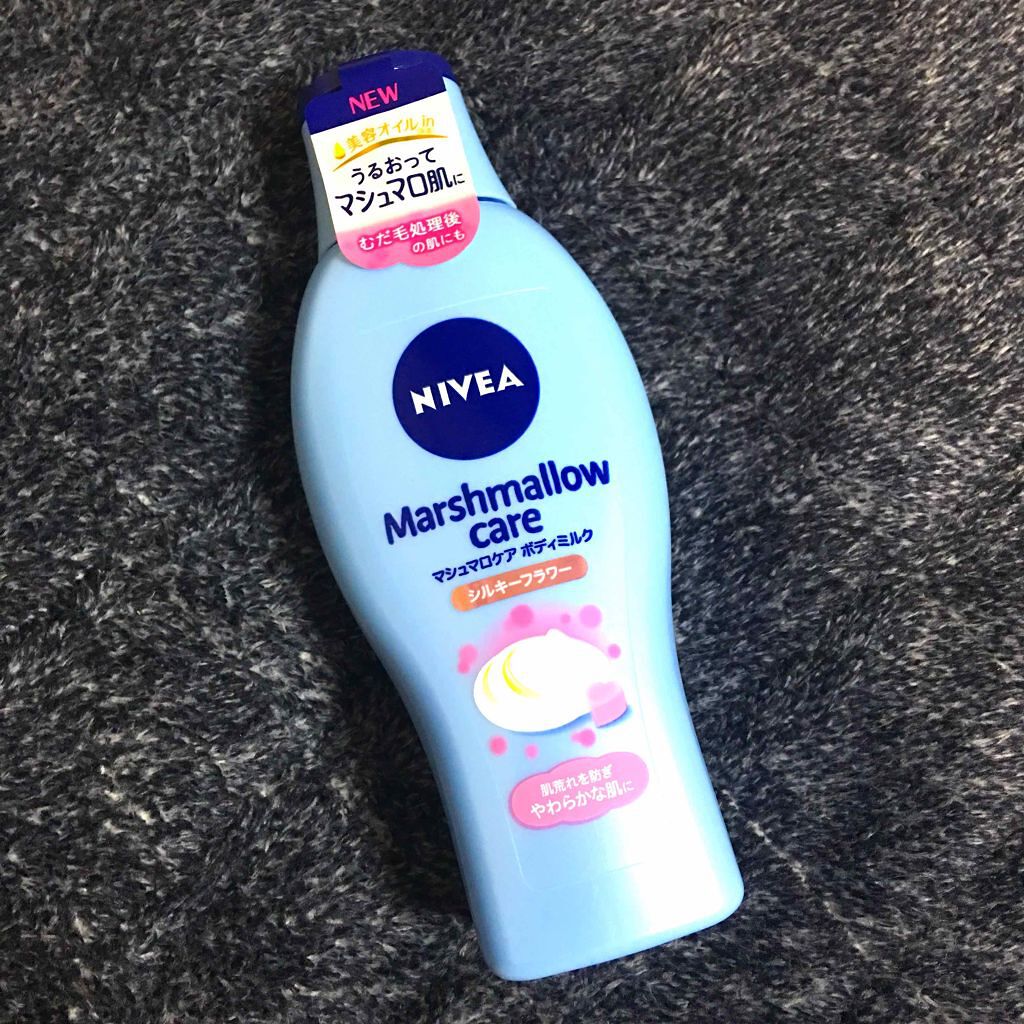 NEW
美容オイルin
うるおって
マシュマロ肌に
むだ毛処理後
の肌にも
NIVEA
Marshmallow
care
マシュマロケア ボディミルク
シルキーフラワー
肌荒れを防ぎ
やわらかな肌に